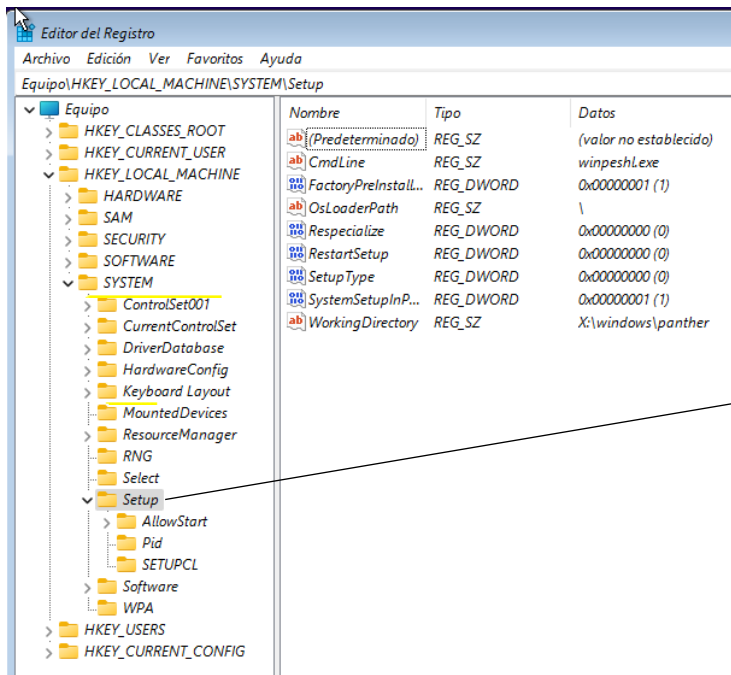 Editor del Registro
Archivo Edición Ver Favoritos Ayuda
Equipo\HKEY_LOCAL_MACHINE\SYSTEM\Setup
Equipo
HKEY_CLASSES_ROOT
HKEY_CURRENT_USER
HKEY_LOCAL_MACHINE
HARDWARE
SAM
SECURITY
SOFTWARE
SYSTEM
ControlSet001
CurrentControlSet
DriverDatabase
HardwareConfig
Keyboard Layout
MountedDevices
ResourceManager
RNG
Select
Setup
AllowStart
Pid
SETUPCL
Software
WPA
HKEY_USERS
HKEY_CURRENT_CONFIG
Nombre Tipo Datos
(Predeterminado) REG_SZ (valor no establecido)
CmdLine REG_SZ winpeshl.exe
FactoryPreInstall... REG_DWORD 0x00000001 (1)
OsLoaderPath REG_SZ \
Respecialize REG_DWORD 0x00000000 (0)
RestartSetup REG_DWORD 0x00000000 (0)
SetupType REG_DWORD 0x00000000 (0)
SystemSetupInP... REG_DWORD 0x00000001 (1)
WorkingDirectory REG_SZ X:\windows\panther